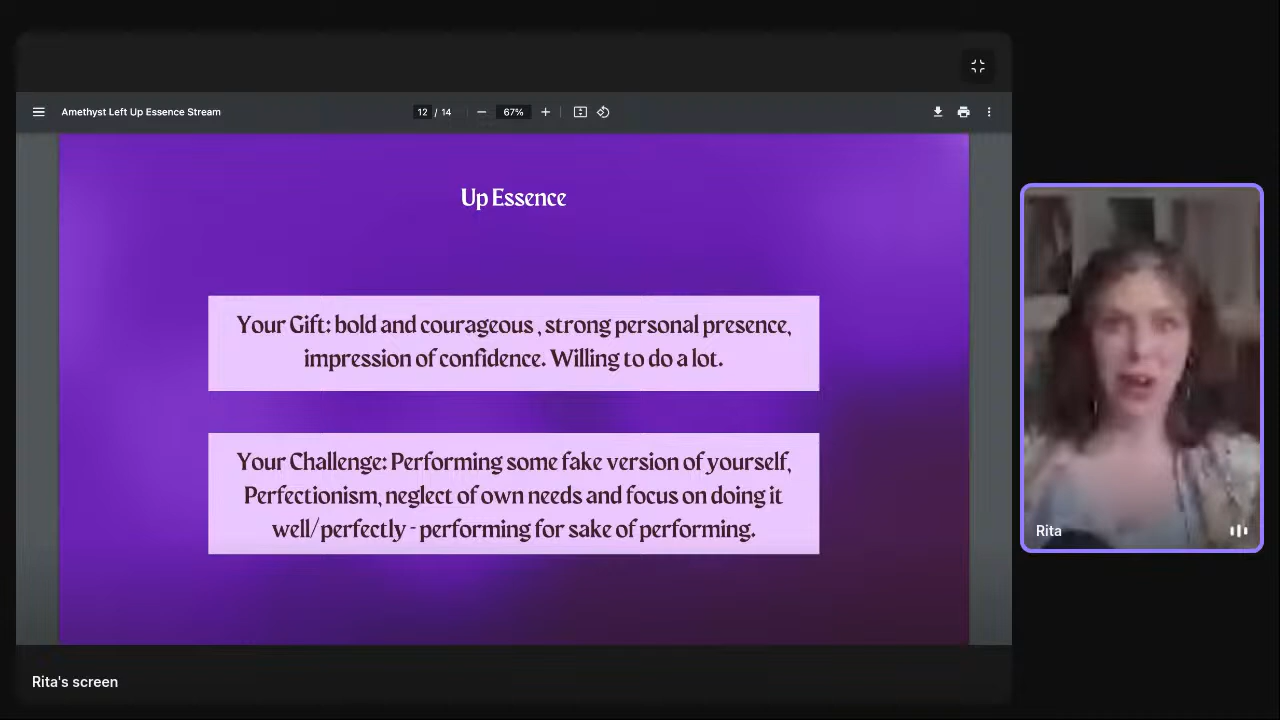 Amethyst Left Up Essence Stream
12 / 14
67%
Up Essence
Your Gift: bold and courageous , strong personal presence,
impression of confidence. Willing to do a lot.
Your Challenge: Performing some fake version of yourself,
Perfectionism, neglect of own needs and focus on doing it
well/perfectly - performing for sake of performing.
Rita
Rita's screen